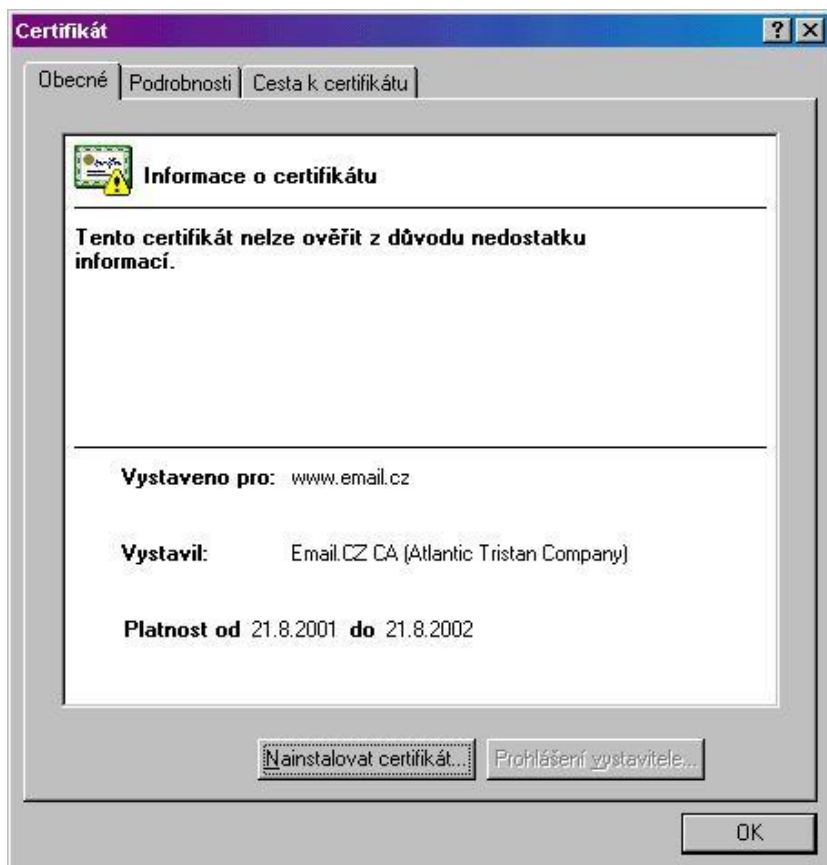 Certifikát
Obecné Podrobnosti Cesta k certifikátu
Informace o certifikátu
Tento certifikát nelze ověřit z důvodu nedostatku
informací.
Vystaveno pro: www.email.cz
Vystavil: Email.CZ CA (Atlantic Tristan Company)
Platnost od 21.8.2001 do 21.8.2002
Nainstalovat certifikát... Prohlášení vystavitele...
OK